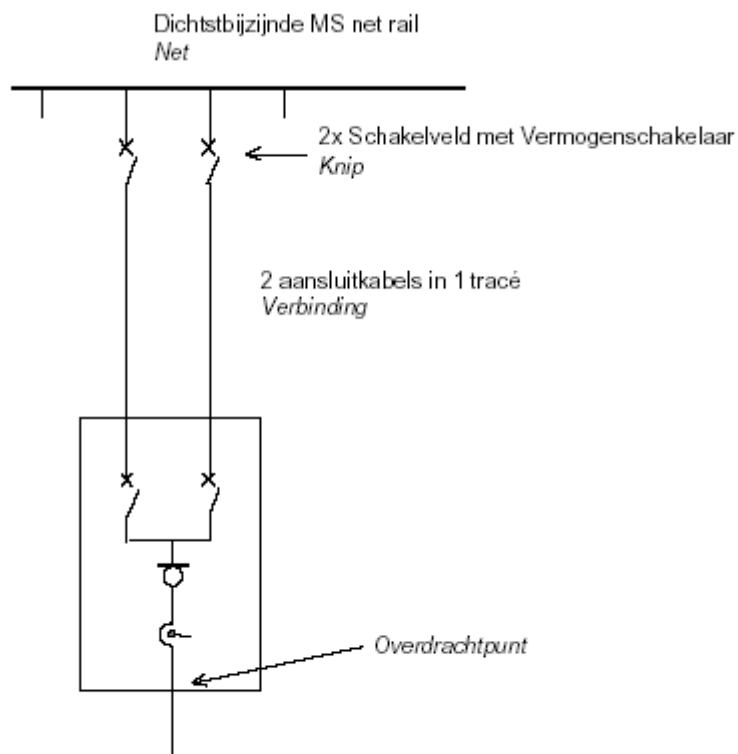 Dichtstbijzijnde MS net rail
Net
2x Schakelveld met Vermogenschakelaar
Knip
2 aansluitkabels in 1 tracé
Verbinding
Overdrachtpunt